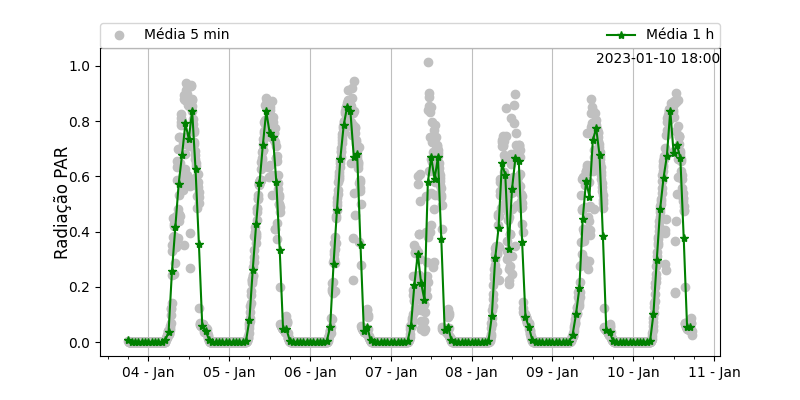 Média 5 min
Média 1 h
2023-01-10 18:00
Radiação PAR
1.0
0.8
0.6
0.4
0.2
0.0
04 - Jan
05 - Jan
06 - Jan
07 - Jan
08 - Jan
09 - Jan
10 - Jan
11 - Jan